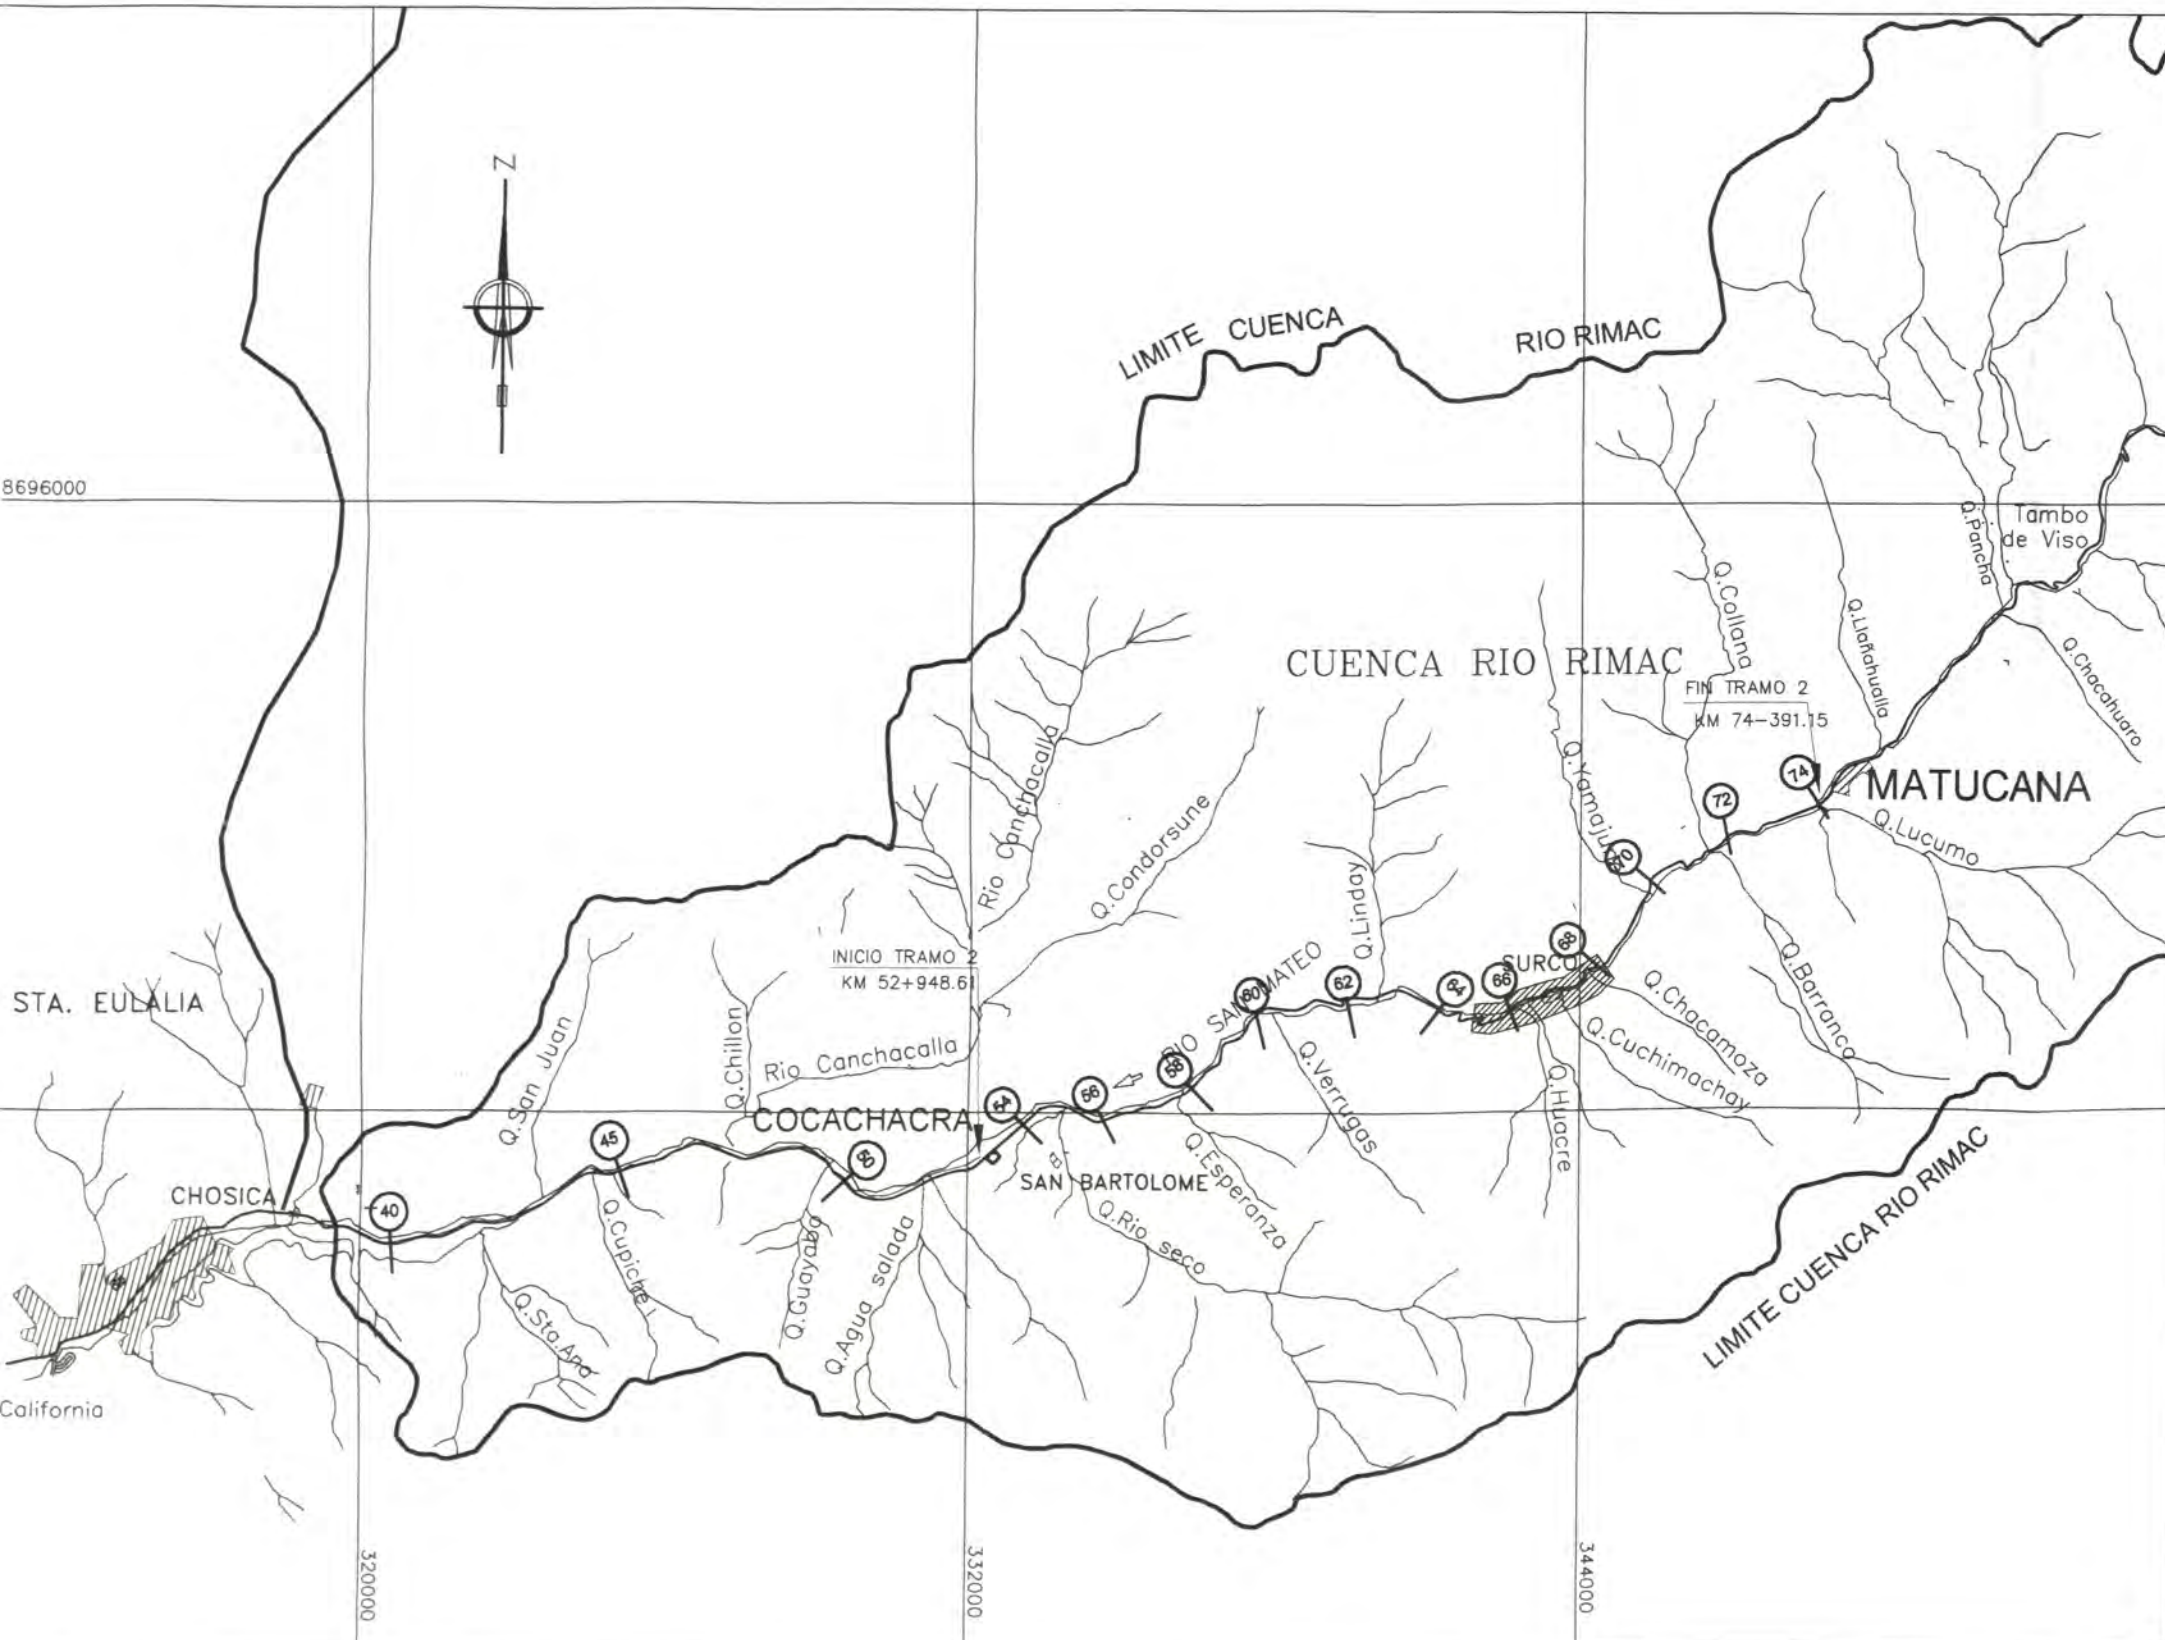 N
LIMITE CUENCA RIO RIMAC
8696000
Q.Pancha
Tambo
de Viso
Q.Collana
Q.Llañahualla
Q.Chacahuaro
CUENCA RIO RIMAC
FIN TRAMO 2
KM 74-391.15
Rio Canchacalla
Q.Condorsune
74
MATUCANA
72
Q.Lucumo
70
Q.Linday
INICIO TRAMO 2
KM 52+948.61
STA. EULALIA
RIO SAN MATEO
68
SURCO
66
64
62
60
Q.Chacamoza
Q.Barranco
Q.Cuchimachay
Q.San Juan
Q.Chillon
Rio Canchacalla
58
56
54
Q.Verrugas
Q.Huacre
COCACHACRA
45
50
Q.Esperanza
SAN BARTOLOME
CHOSICA
40
Q.Cupiche
Q.Guayabo
Q.Agua salada
Q.Rio seco
LIMITE CUENCA RIO RIMAC
Q.Sta.Ana
California
320000
332000
344000